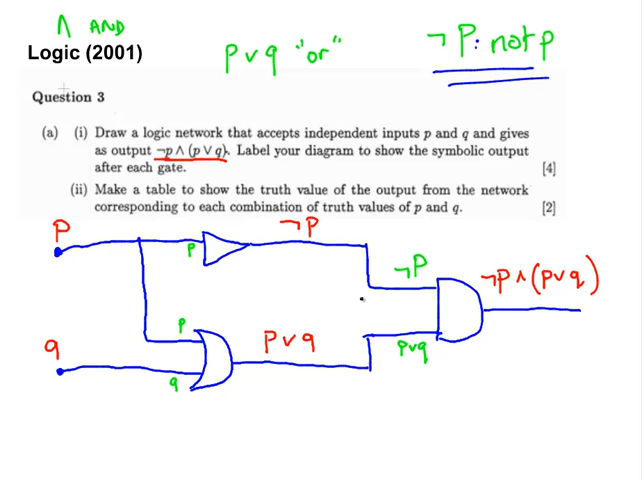 ∧ AND
Logic (2001)
p ∨ q "or"
¬ P: not p
Question 3
(a) (i) Draw a logic network that accepts independent inputs p and q and gives
as output ¬p ∧ (p ∨ q). Label your diagram to show the symbolic output
after each gate. [4]
(ii) Make a table to show the truth value of the output from the network
corresponding to each combination of truth values of p and q. [2]
P
P
¬P
¬P
¬P ∧ (p ∨ q)
q
P
q
p ∨ q
p ∨ q